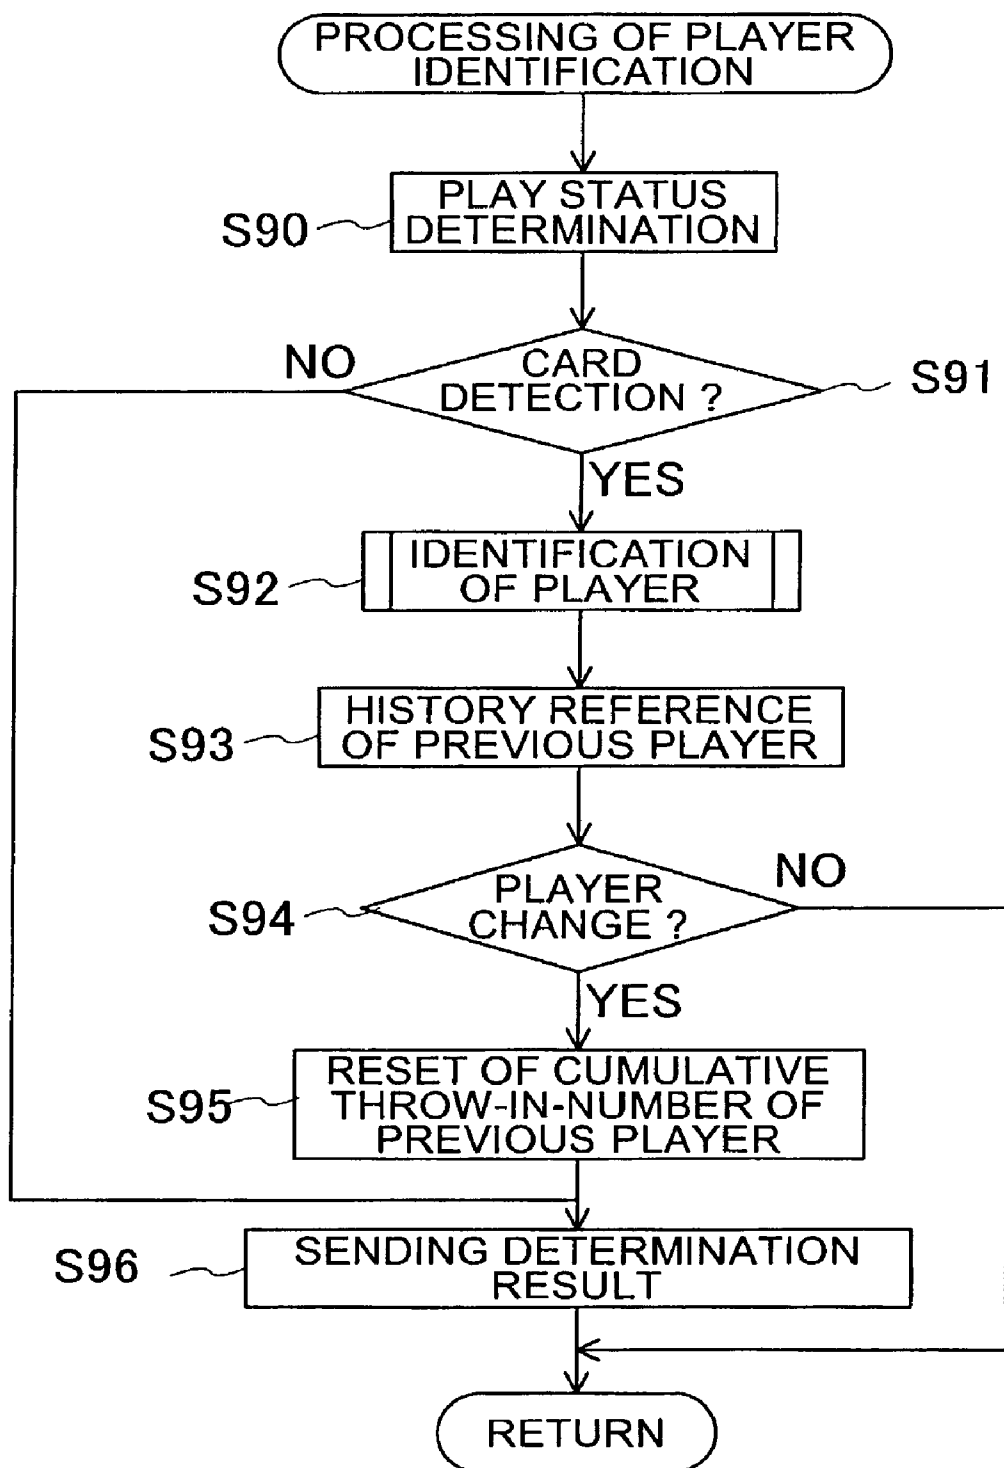 PROCESSING OF PLAYER
IDENTIFICATION
PLAY STATUS
DETERMINATION
S90
NO
CARD
DETECTION ?
S91
YES
IDENTIFICATION
OF PLAYER
S92
HISTORY REFERENCE
OF PREVIOUS PLAYER
S93
NO
PLAYER
CHANGE ?
S94
YES
RESET OF CUMULATIVE
THROW-IN-NUMBER OF
PREVIOUS PLAYER
S95
SENDING DETERMINATION
RESULT
S96
RETURN